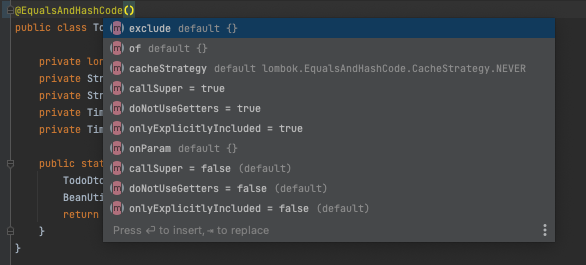 @EqualsAndHashCode()
public class To
exclude default {}
of default {}
private lon
cacheStrategy default lombok.EqualsAndHashCode.CacheStrategy.NEVER
private Str
callSuper = true
private Str
doNotUseGetters = true
private Tim
onlyExplicitlyIncluded = true
private Tim
onParam default {}
public stat
callSuper = false (default)
TodoDto
doNotUseGetters = false (default)
BeanUti
onlyExplicitlyIncluded = false (default)
return
Press ↵ to insert, ⇥ to replace
}
}